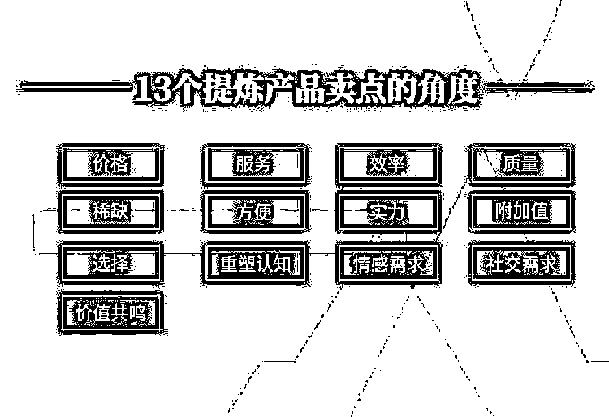 13个提炼产品卖点的角度
价格 服务 效率 质量
稀缺 方便 实力 附加值
选择 重塑认知 情感需求 社交需求
价值共鸣